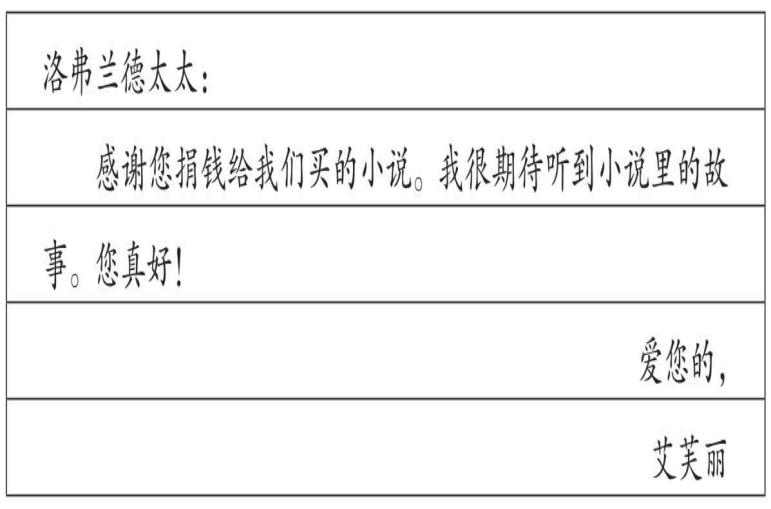 洛弗兰德太太：
感谢您捐钱给我们买的小说。我很期待听到小说里的故
事。您真好！
爱您的，
艾芙丽